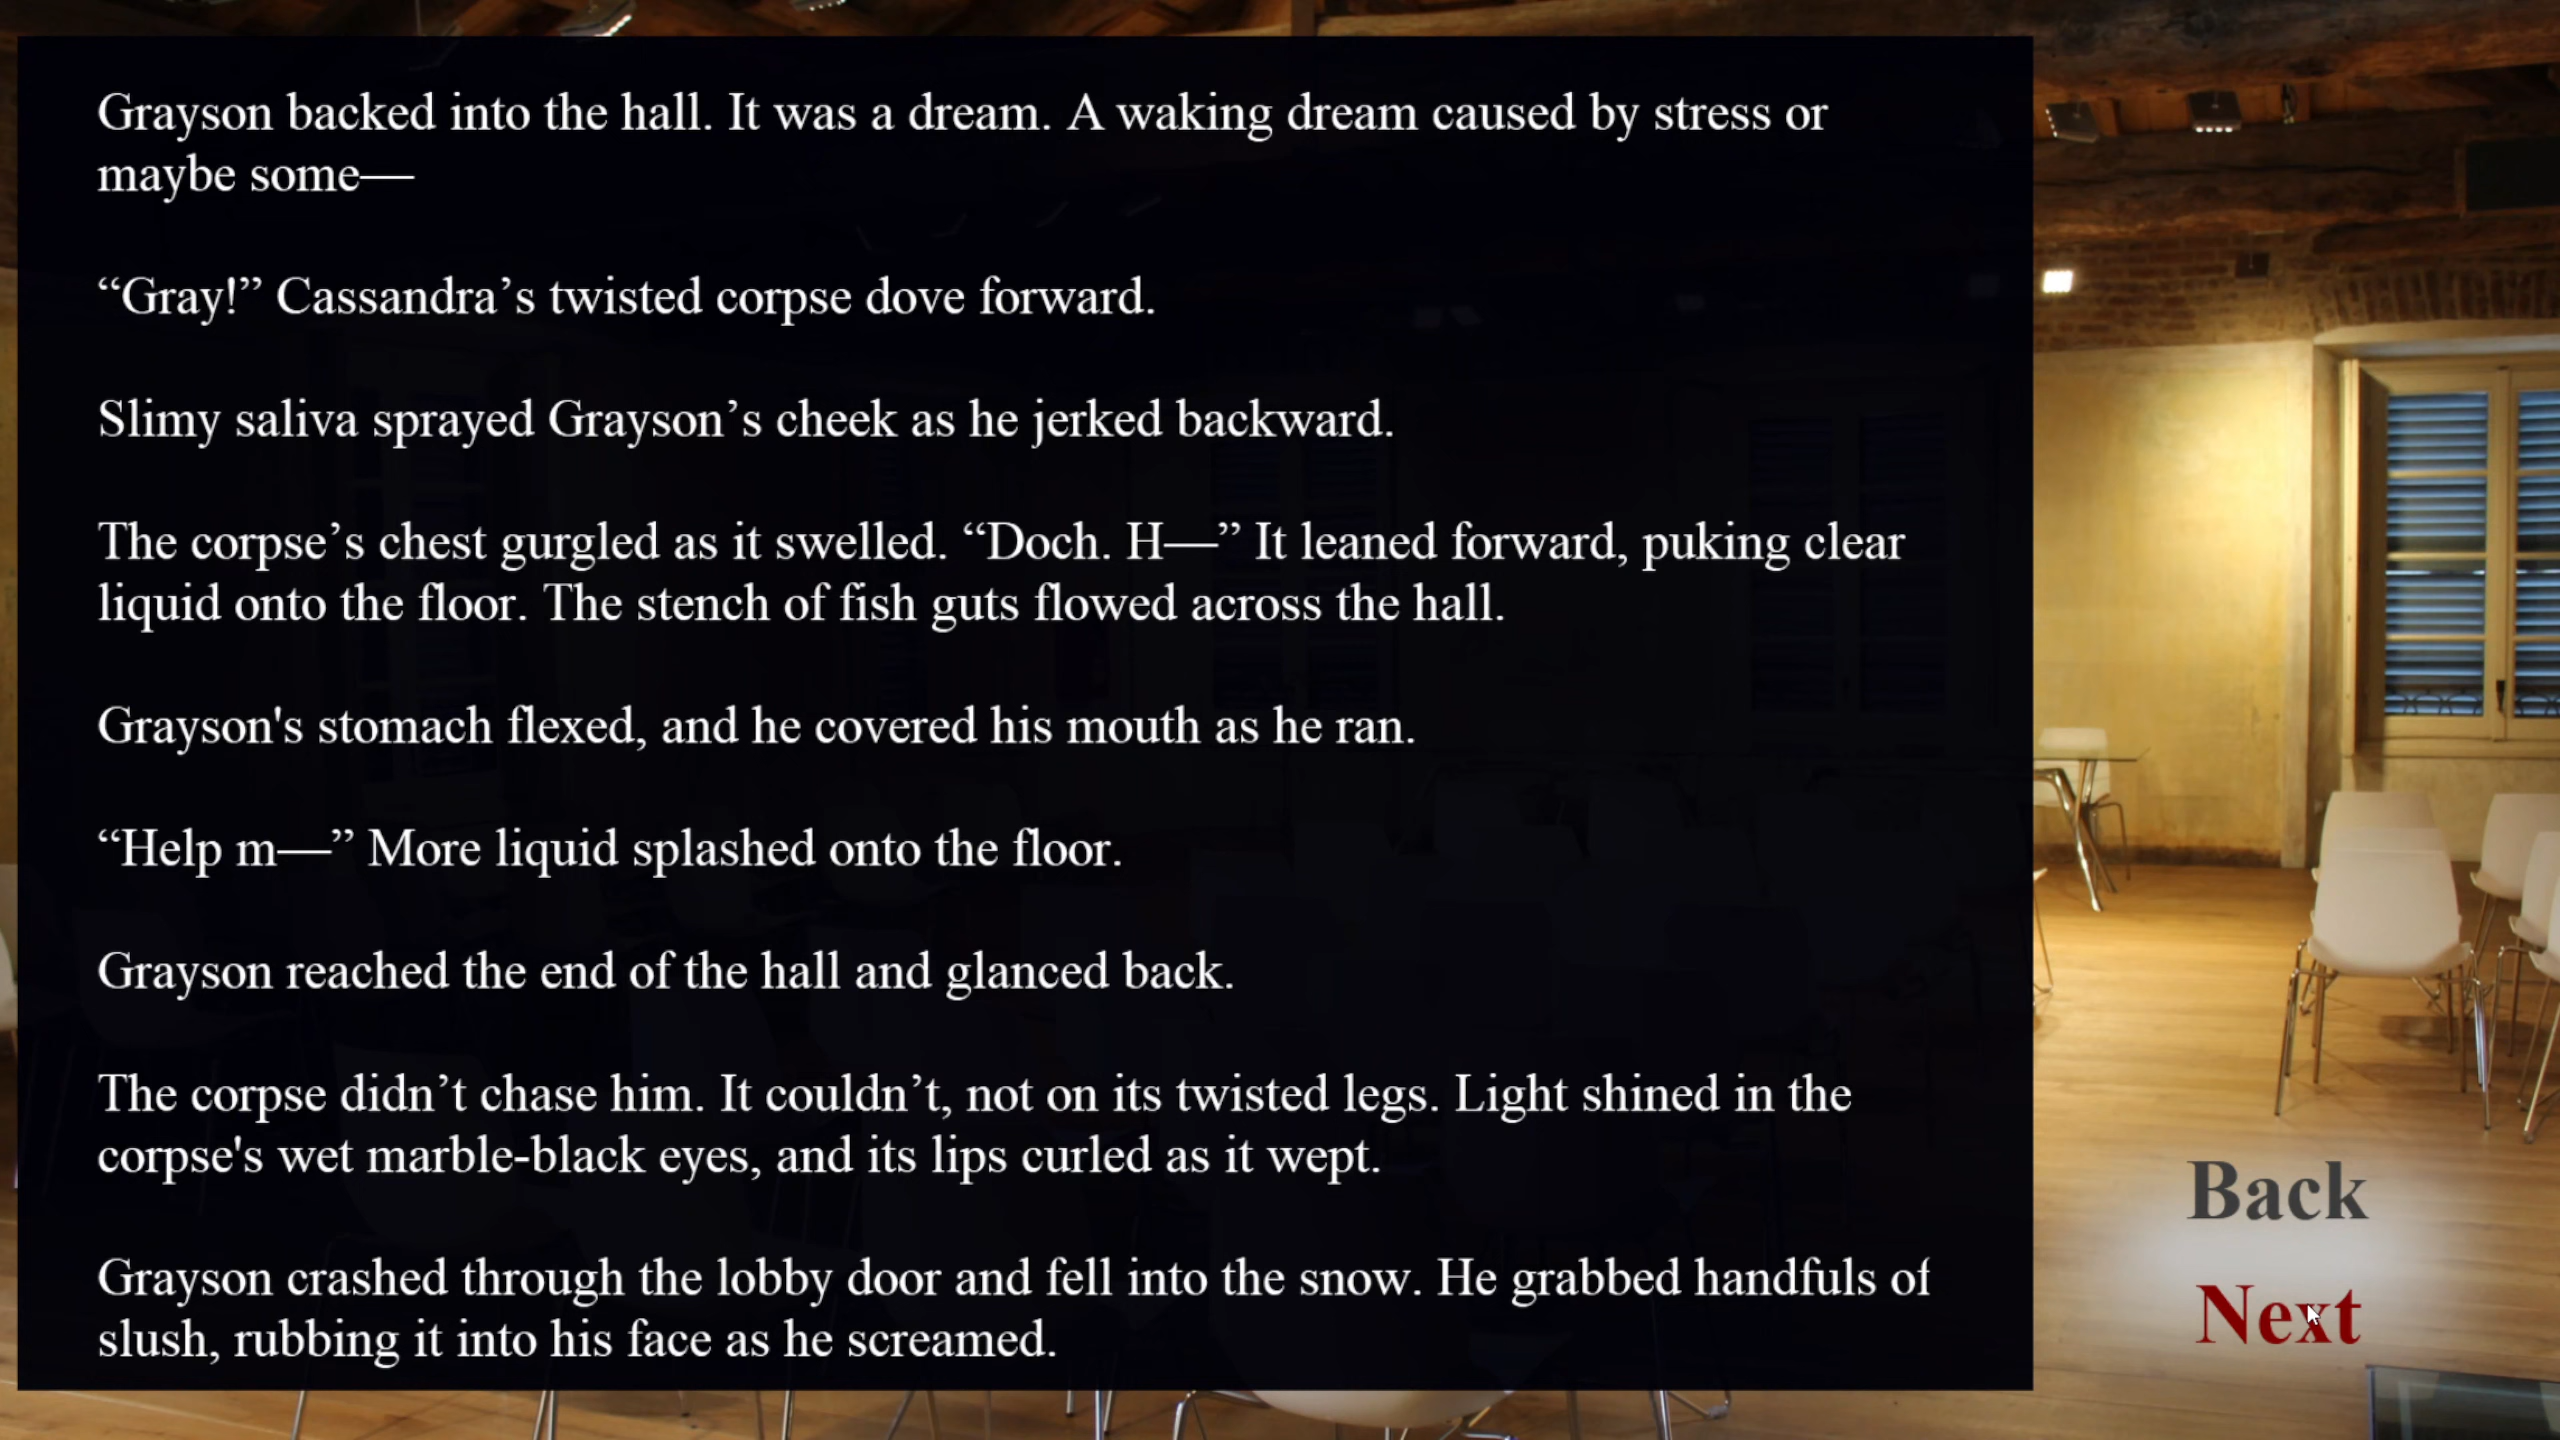 Grayson backed into the hall. It was a dream. A waking dream caused by stress or
maybe some—
“Gray!” Cassandra’s twisted corpse dove forward.
Slimy saliva sprayed Grayson’s cheek as he jerked backward.
The corpse’s chest gurgled as it swelled. “Doch. H—” It leaned forward, puking clear
liquid onto the floor. The stench of fish guts flowed across the hall.
Grayson's stomach flexed, and he covered his mouth as he ran.
“Help m—” More liquid splashed onto the floor.
Grayson reached the end of the hall and glanced back.
The corpse didn’t chase him. It couldn’t, not on its twisted legs. Light shined in the
corpse's wet marble-black eyes, and its lips curled as it wept.
Grayson crashed through the lobby door and fell into the snow. He grabbed handfuls of
slush, rubbing it into his face as he screamed.
Back
Next